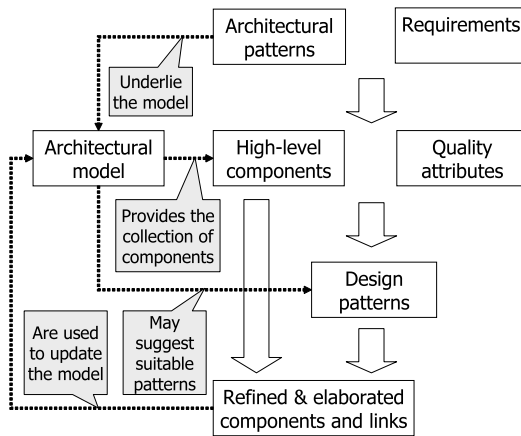 Architectural
patterns
Requirements
Underlie
the model
Architectural
model
High-level
components
Quality
attributes
Provides the
collection of
components
Design
patterns
Are used
to update
the model
May
suggest
suitable
patterns
Refined & elaborated
components and links